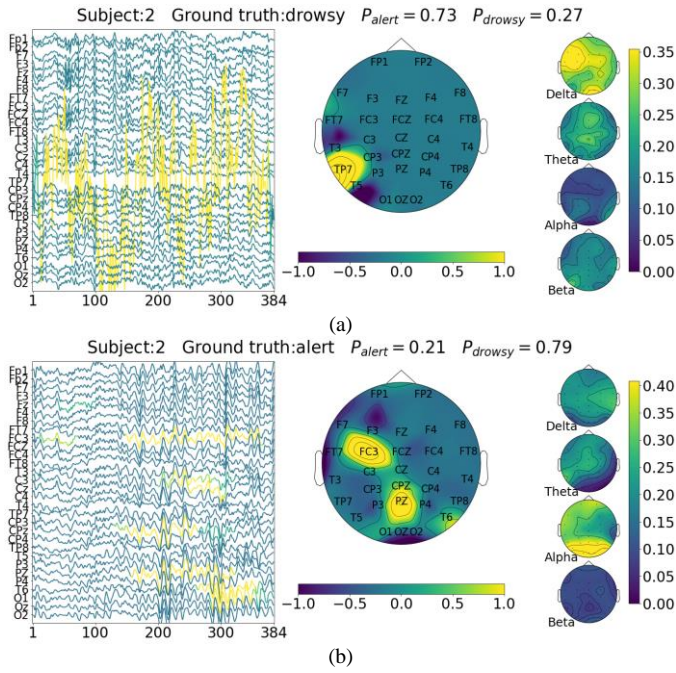 Subject:2 Ground truth:drowsy P_alert = 0.73 P_drowsy = 0.27
Fp1
Fp2
F7
F3
Fz
F4
F8
FT7
FC3
FCZ
FC4
FT8
T3
C3
Cz
C4
T4
TP7
CP3
CPz
CP4
TP8
T5
P3
Pz
P4
T6
O1
Oz
O2
1 100 200 300 384
FP1 FP2
F7 F3 FZ F4 F8
FT7 FC3 FCZ FC4 FT8
T3 C3 CZ C4 T4
CP3 CPZ CP4
TP7 P3 PZ P4 TP8
T5 T6
O1 OZ O2
−1.0 −0.5 0.0 0.5 1.0
Delta
Theta
Alpha
Beta
0.35
0.30
0.25
0.20
0.15
0.10
0.05
0.00
(a)
Subject:2 Ground truth:alert P_alert = 0.21 P_drowsy = 0.79
Fp1
Fp2
F7
F3
Fz
F4
F8
FT7
FC3
FCZ
FC4
FT8
T3
C3
Cz
C4
T4
TP7
CP3
CPz
CP4
TP8
T5
P3
Pz
P4
T6
O1
Oz
O2
1 100 200 300 384
FP1 FP2
F7 F3 FZ F4 F8
FT7 FC3 FCZ FC4 FT8
C3 CZ C4
T3 T4
CP3 CPZ CP4
TP7 P3 PZ P4 TP8
T5 T6
O1 OZ O2
−1.0 −0.5 0.0 0.5 1.0
Delta
Theta
Alpha
Beta
0.40
0.35
0.30
0.25
0.20
0.15
0.10
0.05
0.00
(b)